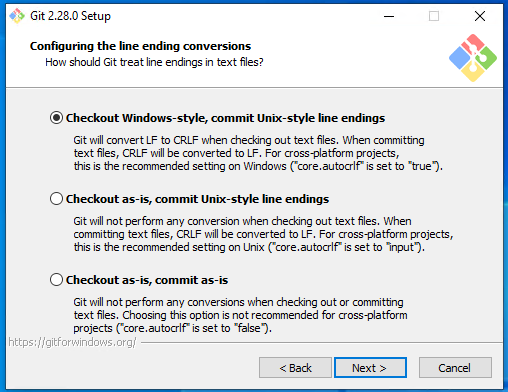 Git 2.28.0 Setup
Configuring the line ending conversions
How should Git treat line endings in text files?
Checkout Windows-style, commit Unix-style line endings
Git will convert LF to CRLF when checking out text files. When committing
text files, CRLF will be converted to LF. For cross-platform projects,
this is the recommended setting on Windows ("core.autocrlf" is set to "true").
Checkout as-is, commit Unix-style line endings
Git will not perform any conversion when checking out text files. When
committing text files, CRLF will be converted to LF. For cross-platform projects,
this is the recommended setting on Unix ("core.autocrlf" is set to "input").
Checkout as-is, commit as-is
Git will not perform any conversions when checking out or committing
text files. Choosing this option is not recommended for cross-platform
projects ("core.autocrlf" is set to "false").
https://gitforwindows.org/
< Back
Next >
Cancel